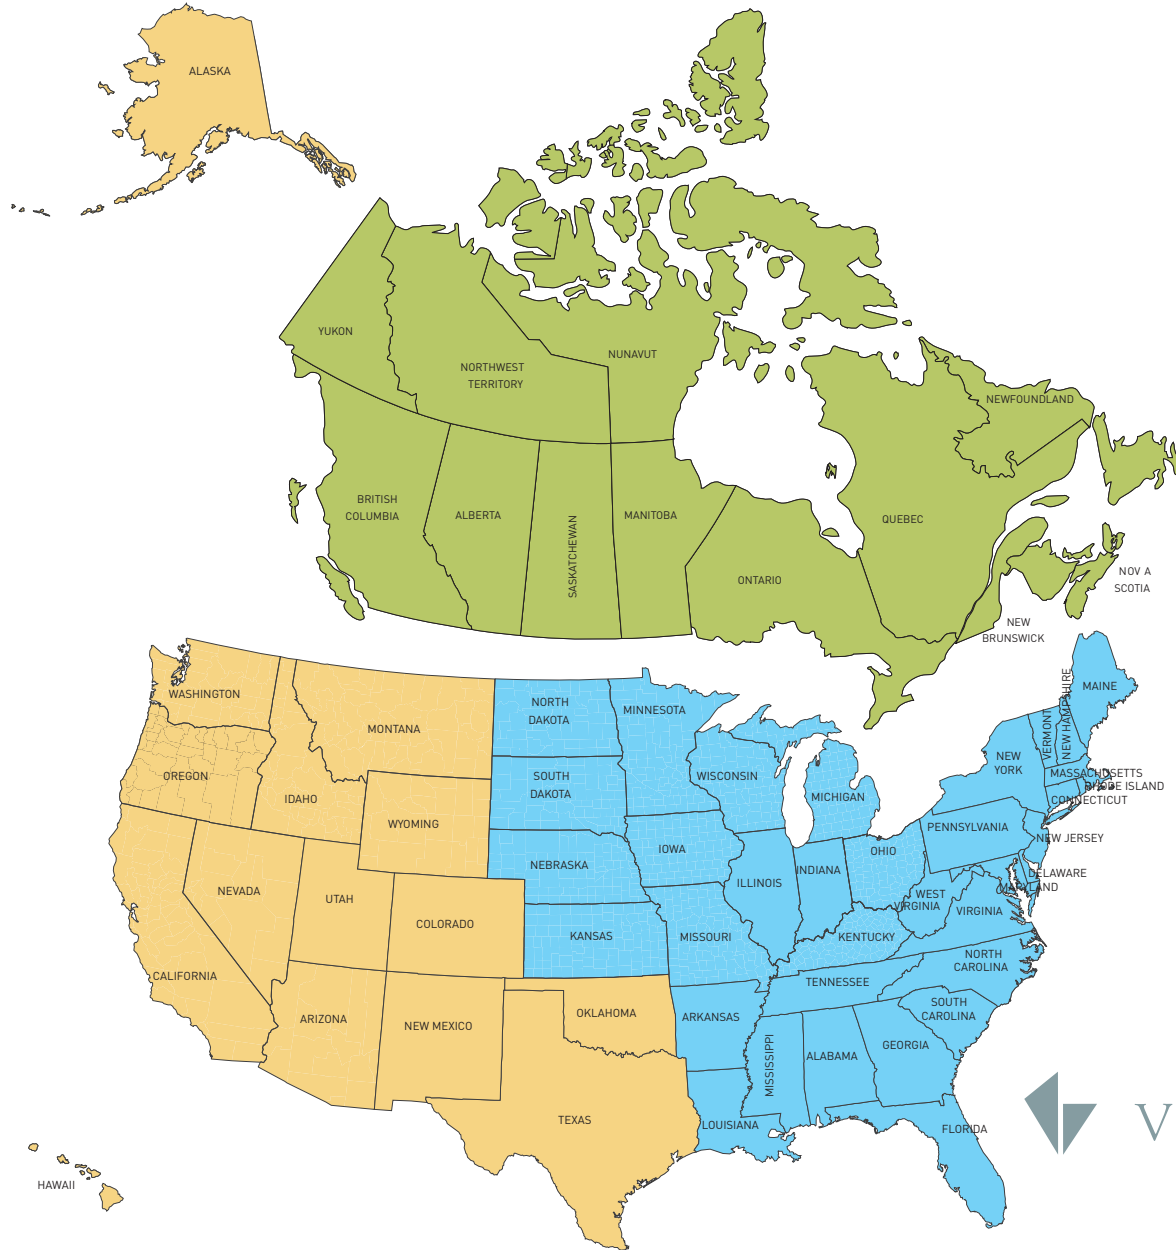 ALASKA
YUKON
NORTHWEST
TERRITORY
NUNAVUT
NEWFOUNDLAND
BRITISH
COLUMBIA
ALBERTA
SASKATCHEWAN
MANITOBA
ONTARIO
QUEBEC
NOV A
SCOTIA
NEW
BRUNSWICK
WASHINGTON
MONTANA
NORTH
DAKOTA
MINNESOTA
MAINE
NEW HAMPSHIRE
VERMONT
OREGON
IDAHO
WYOMING
SOUTH
DAKOTA
WISCONSIN
MICHIGAN
NEW
YORK
MASSACHUSETTS
RHODE ISLAND
CONNECTICUT
PENNSYLVANIA
NEW JERSEY
NEVADA
UTAH
COLORADO
NEBRASKA
IOWA
ILLINOIS
INDIANA
OHIO
WEST
VIRGINIA
DELAWARE
MARYLAND
VIRGINIA
CALIFORNIA
KANSAS
MISSOURI
KENTUCKY
NORTH
CAROLINA
TENNESSEE
ARIZONA
NEW MEXICO
OKLAHOMA
ARKANSAS
SOUTH
CAROLINA
MISSISSIPPI
ALABAMA
GEORGIA
TEXAS
LOUISIANA
FLORIDA
V
HAWAII